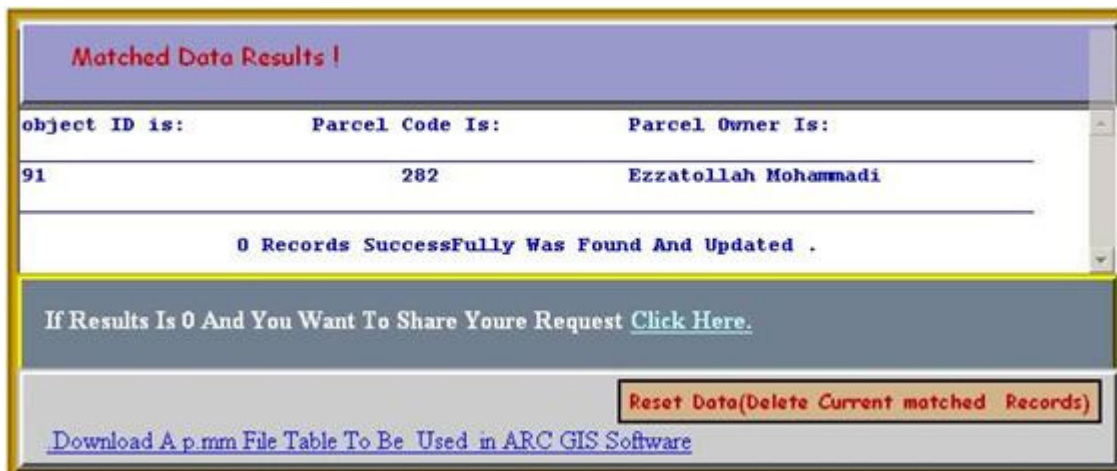 Matched Data Results !
object ID is: Parcel Code Is: Parcel Owner Is:
91 282 Ezzatollah Mohammadi
0 Records SuccessFully Was Found And Updated .
If Results Is 0 And You Want To Share Youre Request Click Here.
Reset Data(Delete Current matched Records)
.Download A p.mm File Table To Be Used in ARC GIS Software